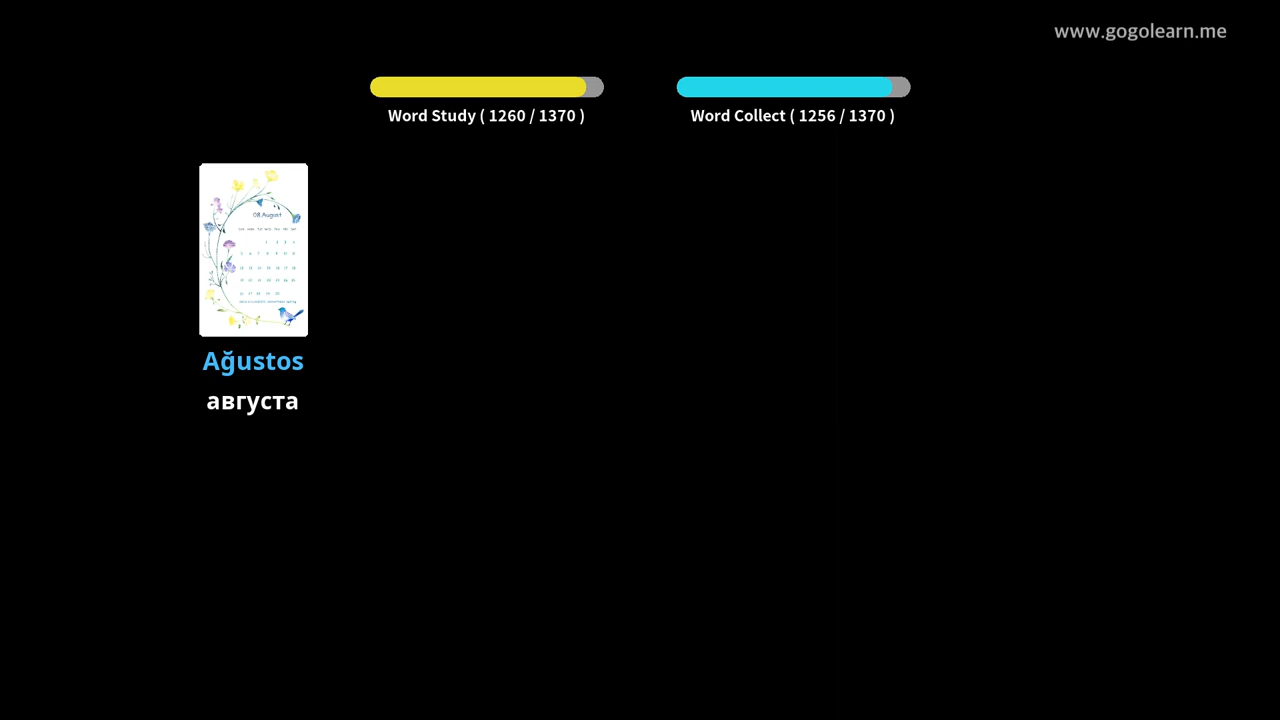 www.gogolearn.me
Word Study ( 1260 / 1370 )
Word Collect ( 1256 / 1370 )
08.August
Ağustos
августа